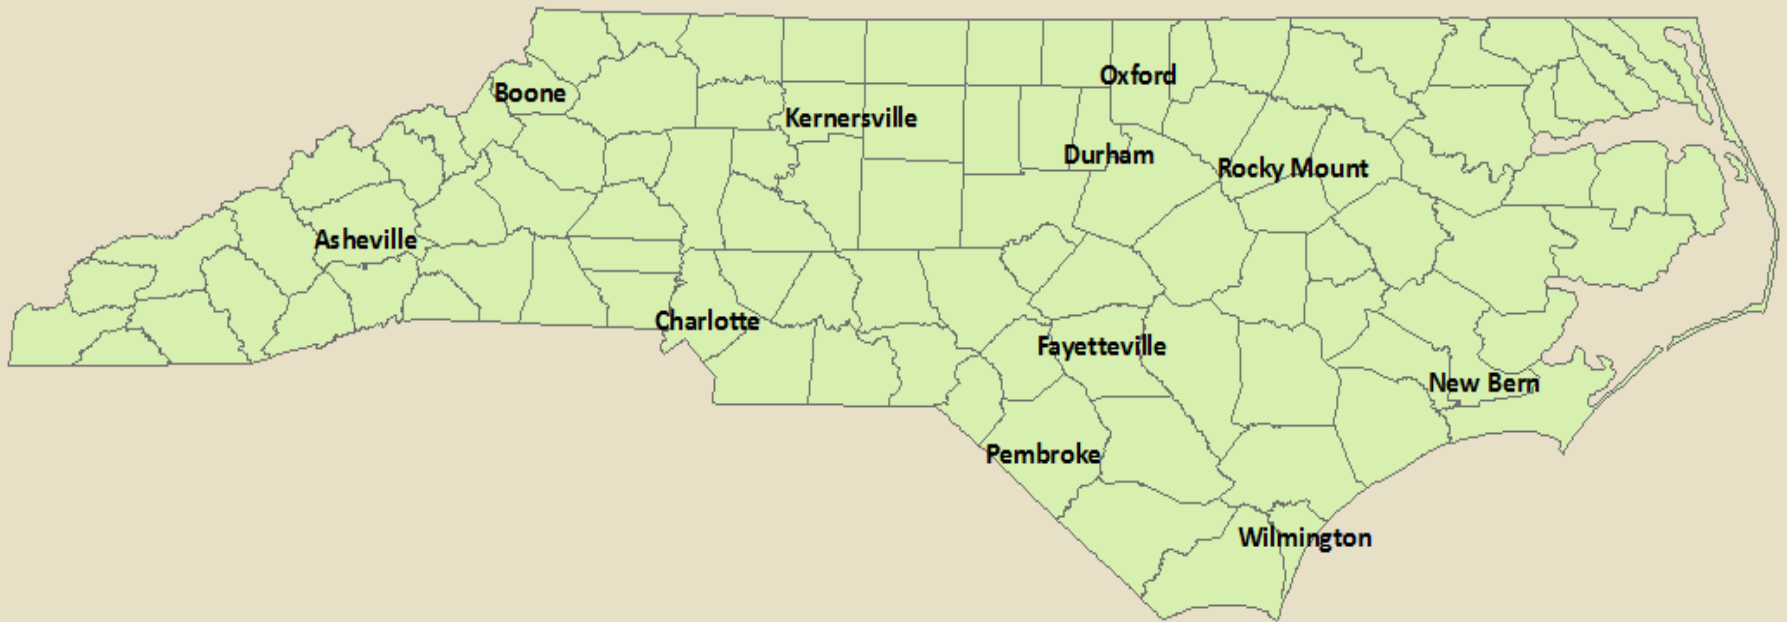 Oxford
Boone
Kernersville
Durham
Rocky Mount
Asheville
Charlotte
Fayetteville
New Bern
Pembroke
Wilmington